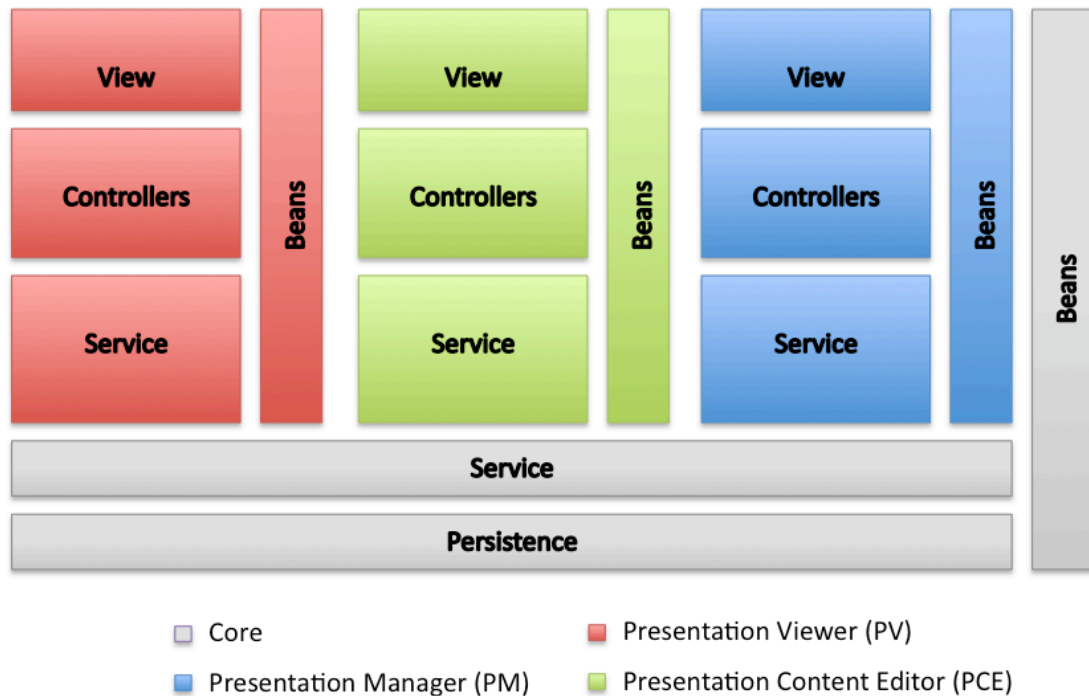 View
Controllers
Service
Beans
View
Controllers
Service
Beans
View
Controllers
Service
Beans
Beans
Service
Persistence
Core
Presentation Viewer (PV)
Presentation Manager (PM)
Presentation Content Editor (PCE)